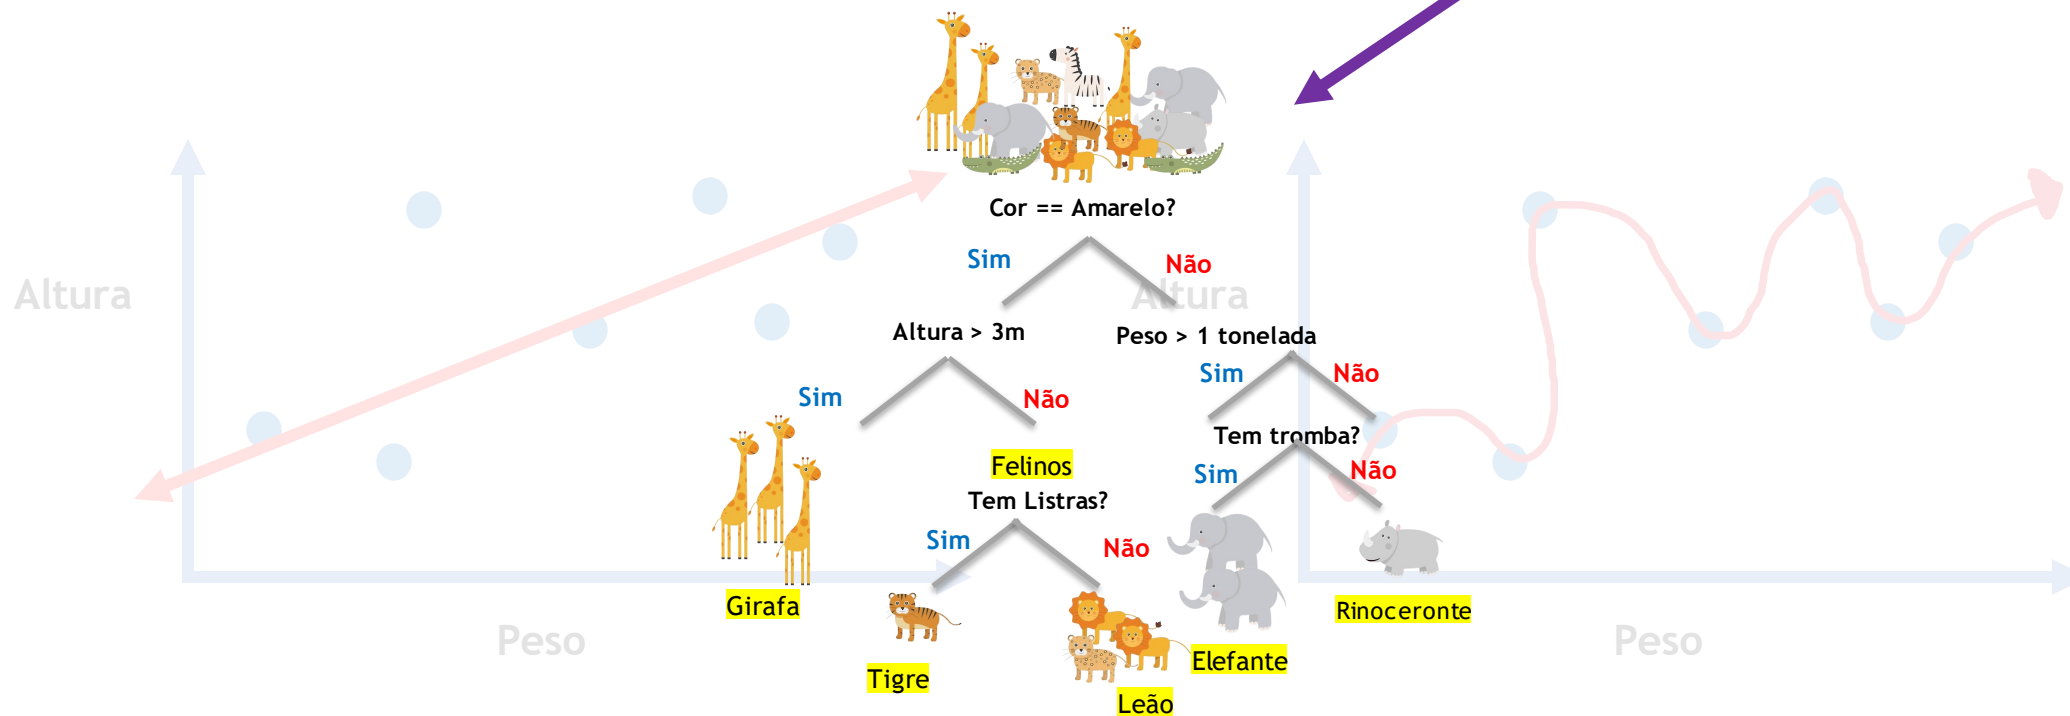 Cor == Amarelo?
Sim
Não
Altura
Altura
Altura > 3m
Peso > 1 tonelada
Sim
Não
Sim
Não
Tem tromba?
Felinos
Sim
Não
Tem Listras?
Sim
Não
Girafa
Rinoceronte
Peso
Peso
Elefante
Tigre
Leão